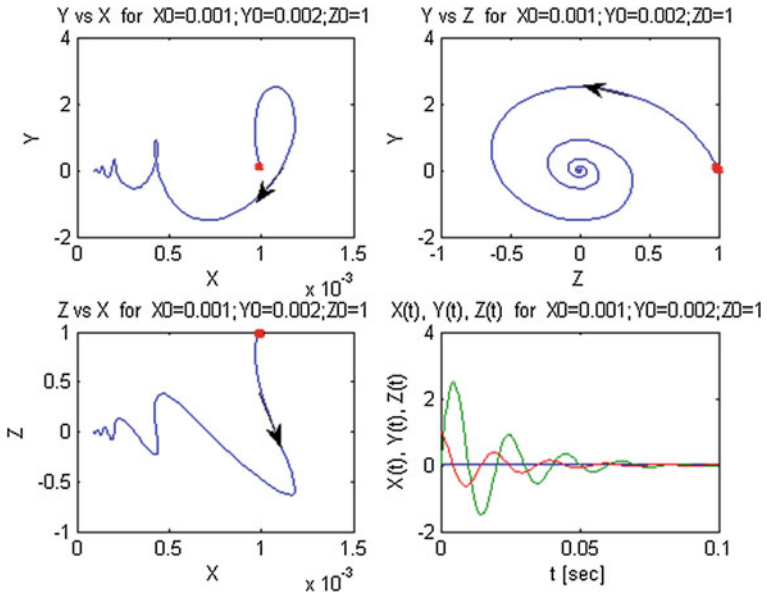 Y vs X for X0=0.001;Y0=0.002;Z0=1
4
2
0
-2
Y
0
0.5
1
1.5
X
x 10-3
Y vs Z for X0=0.001;Y0=0.002;Z0=1
4
2
0
-2
Y
-1
-0.5
0
0.5
1
Z
Z vs X for X0=0.001;Y0=0.002;Z0=1
1
0.5
0
-0.5
-1
Z
0
0.5
1
1.5
X
x 10-3
X(t), Y(t), Z(t) for X0=0.001;Y0=0.002;Z0=1
4
2
0
-2
X(t), Y(t), Z(t)
0
0.05
0.1
t [sec]